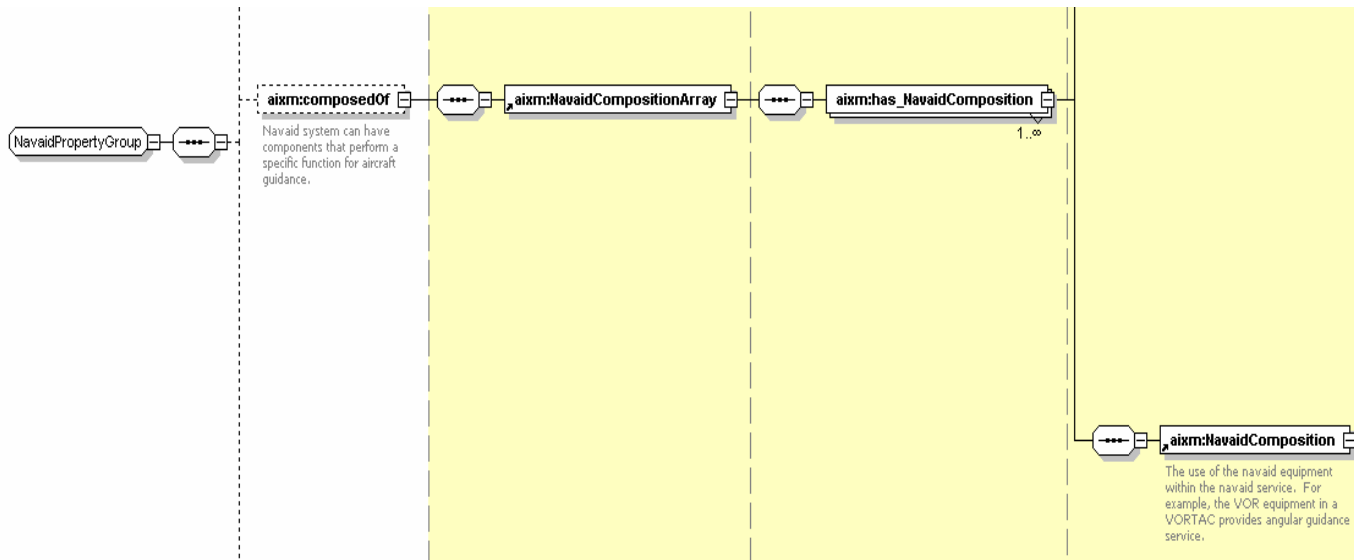 aixm:composedOf
aixm:NavaidCompositionArray
aixm:has_NavaidComposition
1..∞
NavaidPropertyGroup
Navaid system can have
components that perform a
specific function for aircraft
guidance.
aixm:NavaidComposition
The use of the navaid equipment
within the navaid service.  For
example, the VOR equipment in a
VORTAC provides angular guidance
service.